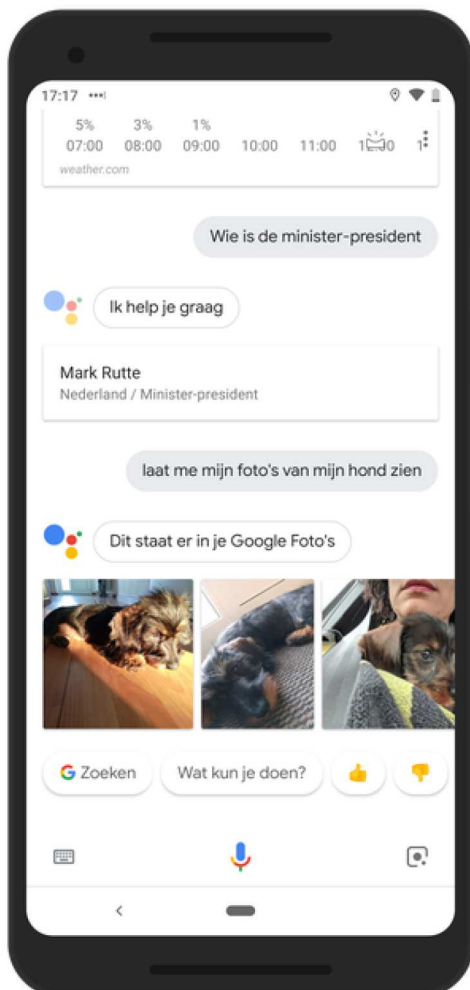 17:17
5% 3% 1%
07:00 08:00 09:00 10:00 11:00
weather.com
Wie is de minister-president
Ik help je graag
Mark Rutte
Nederland / Minister-president
laat me mijn foto's van mijn hond zien
Dit staat er in je Google Foto's
G Zoeken Wat kun je doen?